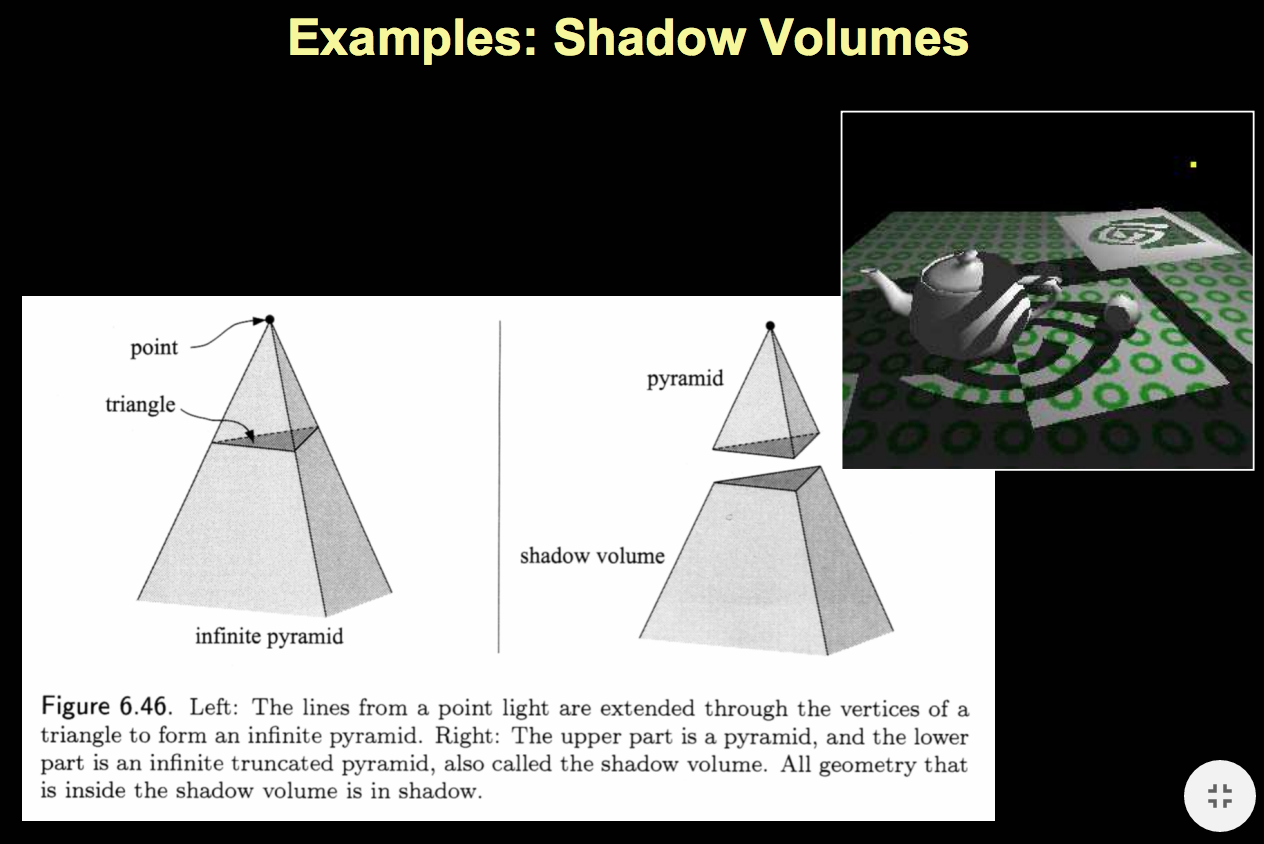 Examples: Shadow Volumes
point
triangle
infinite pyramid
pyramid
shadow volume
Figure 6.46. Left: The lines from a point light are extended through the vertices of a
triangle to form an infinite pyramid. Right: The upper part is a pyramid, and the lower
part is an infinite truncated pyramid, also called the shadow volume. All geometry that
is inside the shadow volume is in shadow.